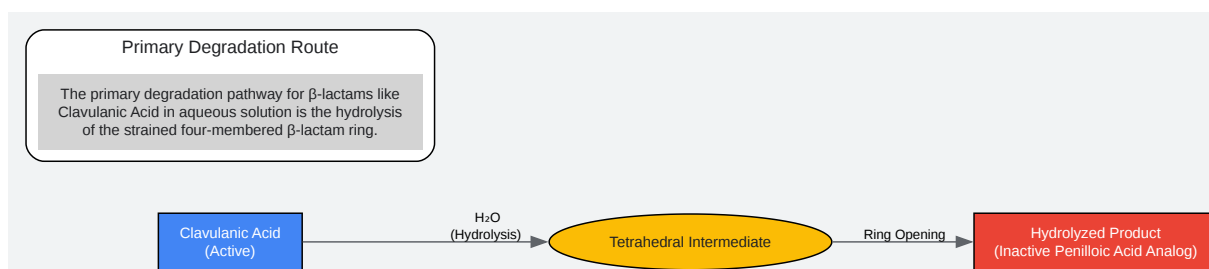 Primary Degradation Route
The primary degradation pathway for β-lactams like
Clavulanic Acid in aqueous solution is the hydrolysis
of the strained four-membered β-lactam ring.
Clavulanic Acid
(Active)
H₂O
(Hydrolysis)
Tetrahedral Intermediate
Ring Opening
Hydrolyzed Product
(Inactive Penilloic Acid Analog)